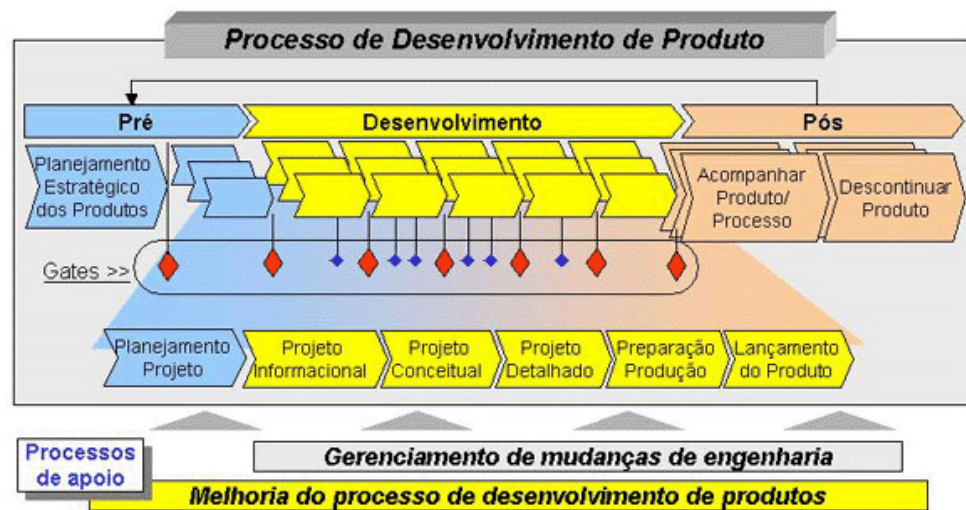 Processo de Desenvolvimento de Produto
Pré
Desenvolvimento
Pós
Planejamento
Estratégico
dos Produtos
Acompanhar
Produto/
Processo
Descontinuar
Produto
Gates >>
Planejamento
Projeto
Projeto
Informacional
Projeto
Conceitual
Projeto
Detalhado
Preparação
Produção
Lançamento
do Produto
Processos
de apoio
Gerenciamento de mudanças de engenharia
Melhoria do processo de desenvolvimento de produtos